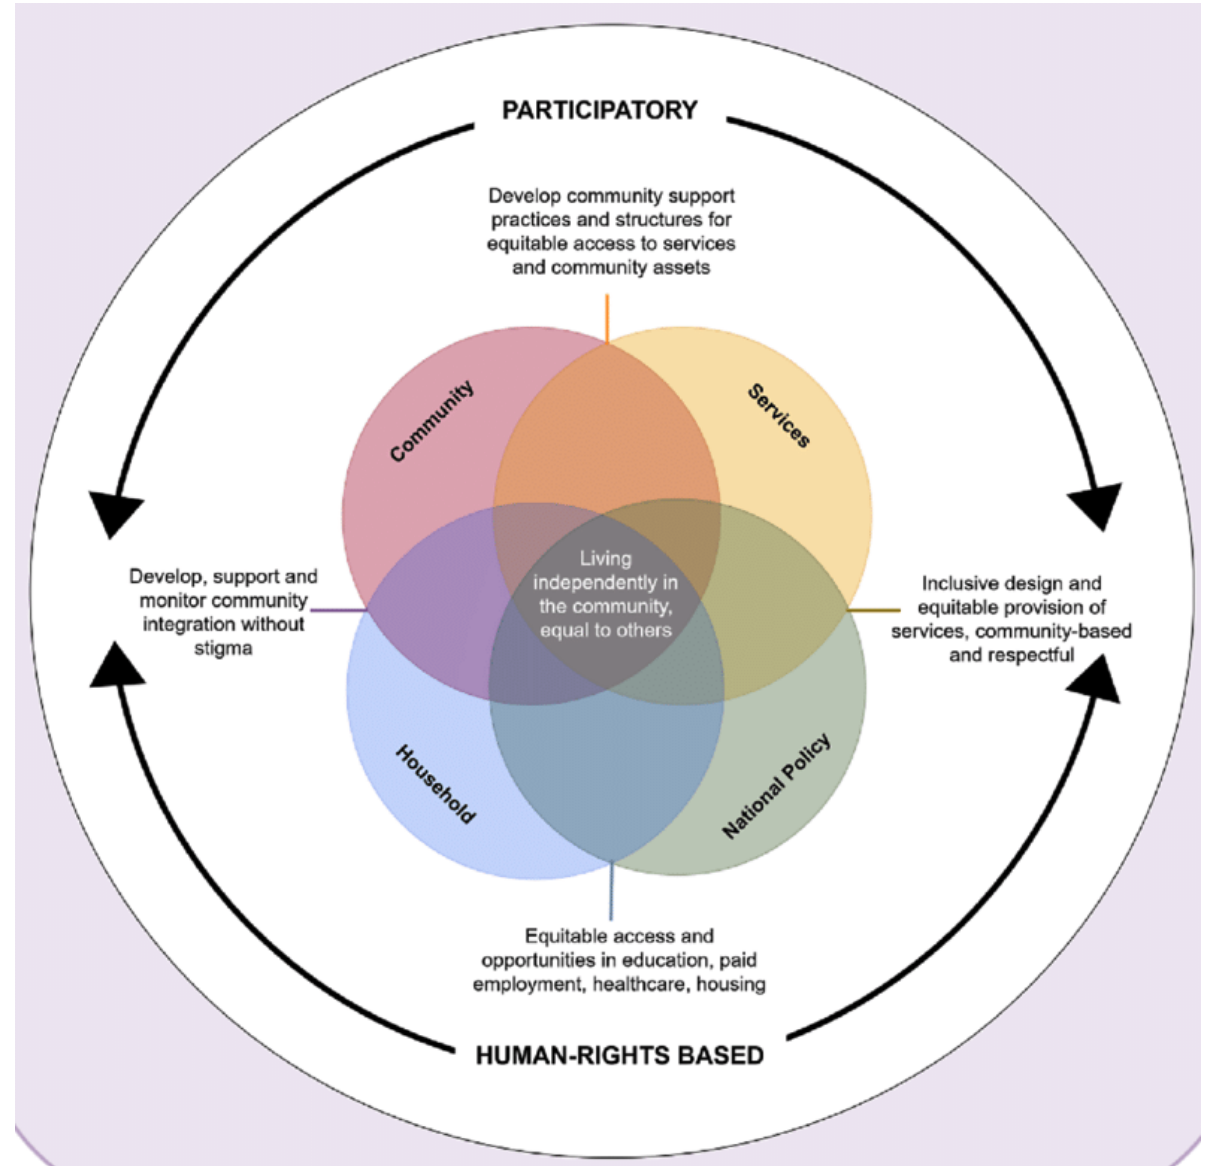 PARTICIPATORY
Develop community support
practices and structures for
equitable access to services
and community assets
Community
Services
Living
independently in
the community,
equal to others
Develop, support and
monitor community
integration without
stigma
Inclusive design and
equitable provision of
services, community-based
and respectful
Household
National Policy
Equitable access and
opportunities in education, paid
employment, healthcare, housing
HUMAN-RIGHTS BASED